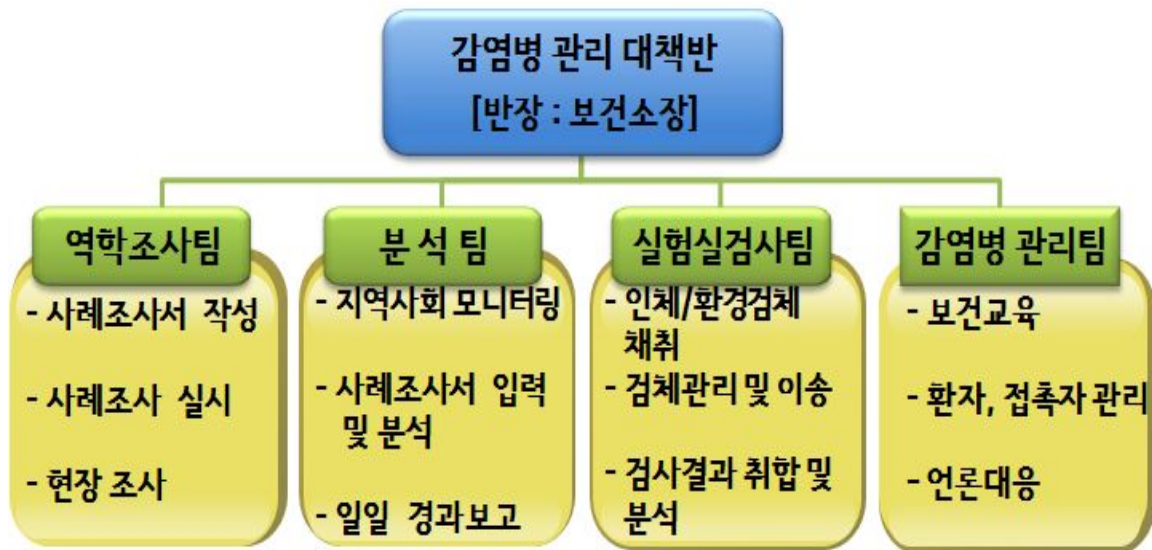 감염병 관리 대책반
[반장 : 보건소장]
역학조사팀
- 사례조사서 작성
- 사례조사 실시
- 현장 조사
분 석 팀
- 지역사회 모니터링
- 사례조사서 입력
및 분석
- 일일 경과보고
실험실검사팀
- 인체/환경검체
채취
- 검체관리 및 이송
- 검사결과 취합 및
분석
감염병 관리팀
- 보건교육
- 환자, 접촉자 관리
- 언론대응